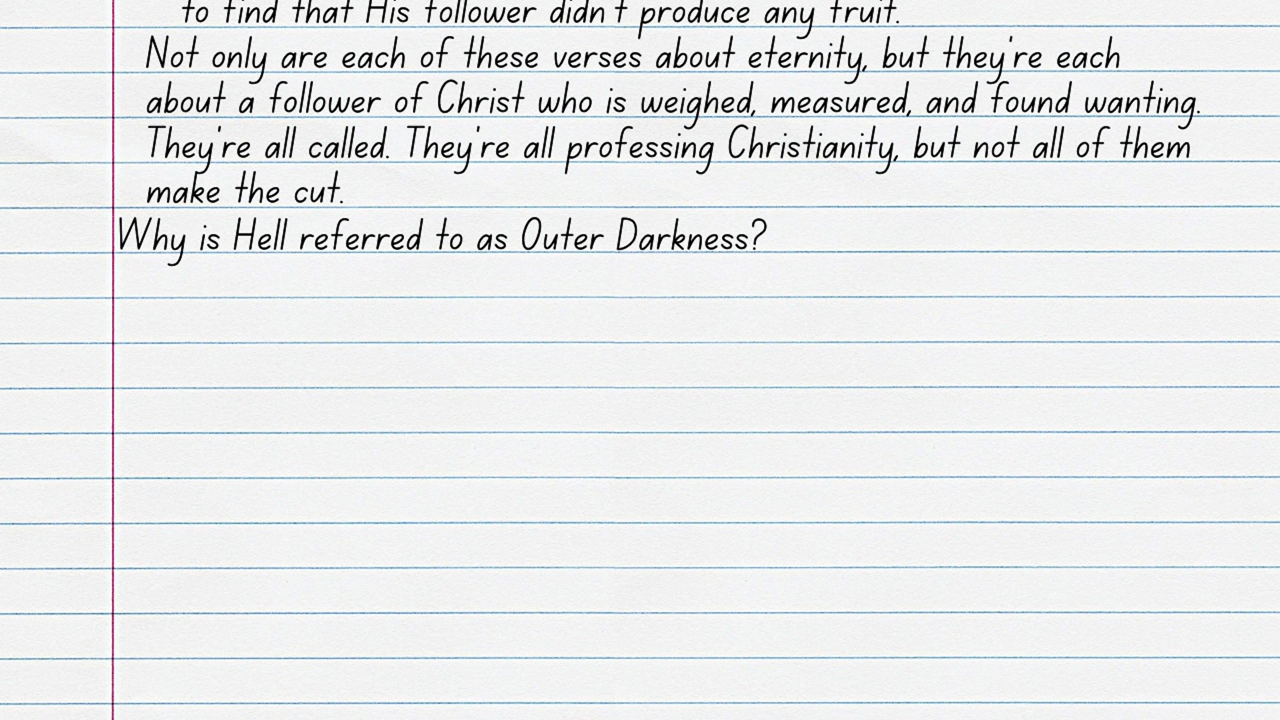 to find that His follower didn't produce any fruit.
Not only are each of these verses about eternity, but they're each
about a follower of Christ who is weighed, measured, and found wanting.
They're all called. They're all professing Christianity, but not all of them
make the cut.
Why is Hell referred to as Outer Darkness?